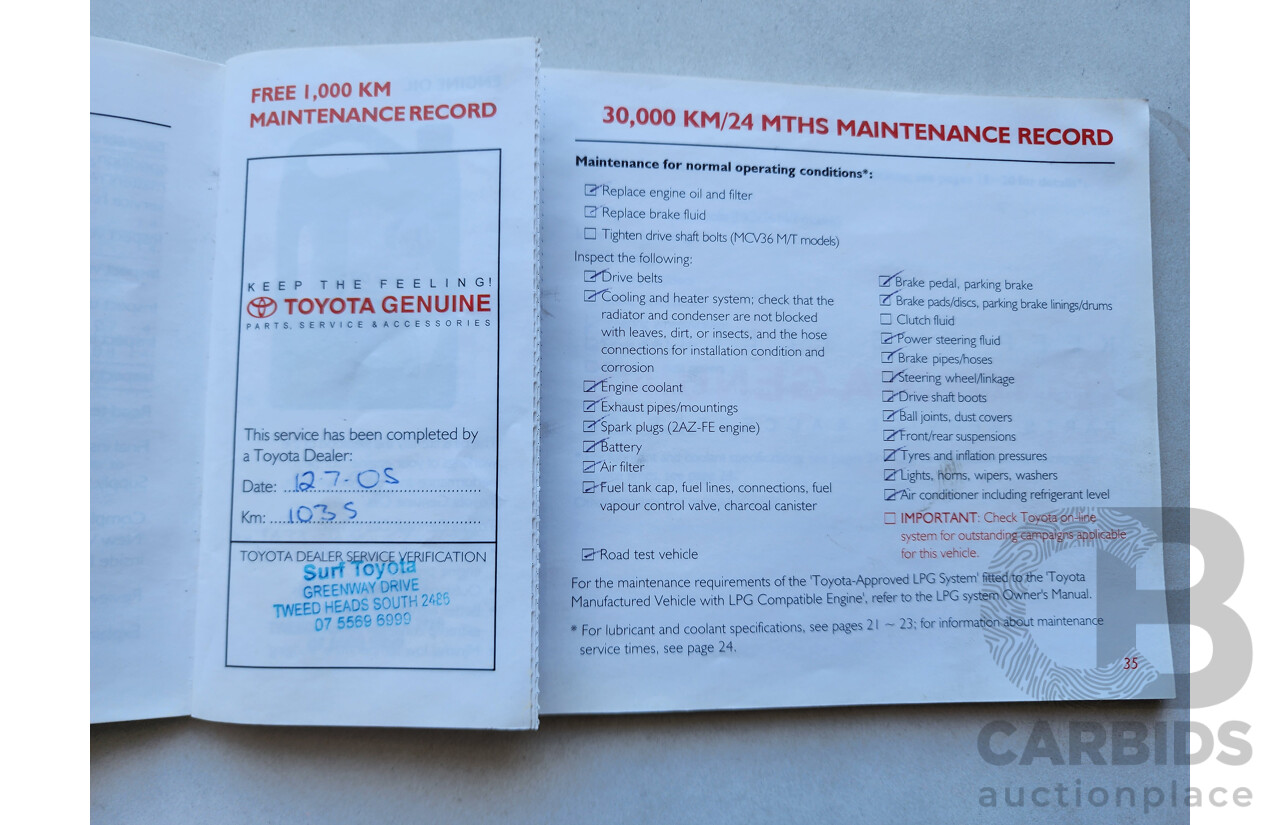 FREE 1,000 KM
MAINTENANCE RECORD
KEEP THE FEELING!
TOYOTA GENUINE
PARTS, SERVICE & ACCESSORIES
This service has been completed by
a Toyota Dealer:
Date: 12-7-05
Km: 1035
TOYOTA DEALER SERVICE VERIFICATION
Surf Toyota
GREENWAY DRIVE
TWEED HEADS SOUTH 2486
07 5569 6999
30,000 KM/24 MTHS MAINTENANCE RECORD
Maintenance for normal operating conditions*:
Replace engine oil and filter
Replace brake fluid
Tighten drive shaft bolts (MCV36 M/T models)
Inspect the following:
Drive belts
Cooling and heater system; check that the
radiator and condenser are not blocked
with leaves, dirt, or insects, and the hose
connections for installation condition and
corrosion
Engine coolant
Exhaust pipes/mountings
Spark plugs (2AZ-FE engine)
Battery
Air filter
Fuel tank cap, fuel lines, connections, fuel
vapour control valve, charcoal canister
Road test vehicle
Brake pedal, parking brake
Brake pads/discs, parking brake linings/drums
Clutch fluid
Power steering fluid
Brake pipes/hoses
Steering wheel/linkage
Drive shaft boots
Ball joints, dust covers
Front/rear suspensions
Tyres and inflation pressures
Lights, horns, wipers, washers
Air conditioner including refrigerant level
IMPORTANT: Check Toyota on-line
system for outstanding campaigns applicable
for this vehicle.
For the maintenance requirements of the 'Toyota-Approved LPG System' fitted to the 'Toyota
Manufactured Vehicle with LPG Compatible Engine', refer to the LPG system Owner's Manual.
* For lubricant and coolant specifications, see pages 21 ~ 23; for information about maintenance
service times, see page 24.
35
CB
CARBIDS
auctionplace